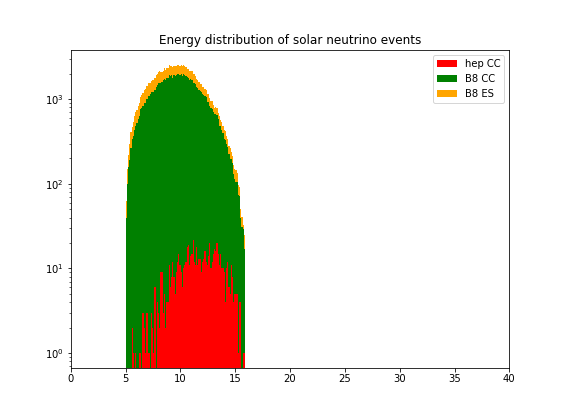 Energy distribution of solar neutrino events
hep CC
B8 CC
B8 ES
10³
10²
10¹
10⁰
0 5 10 15 20 25 30 35 40